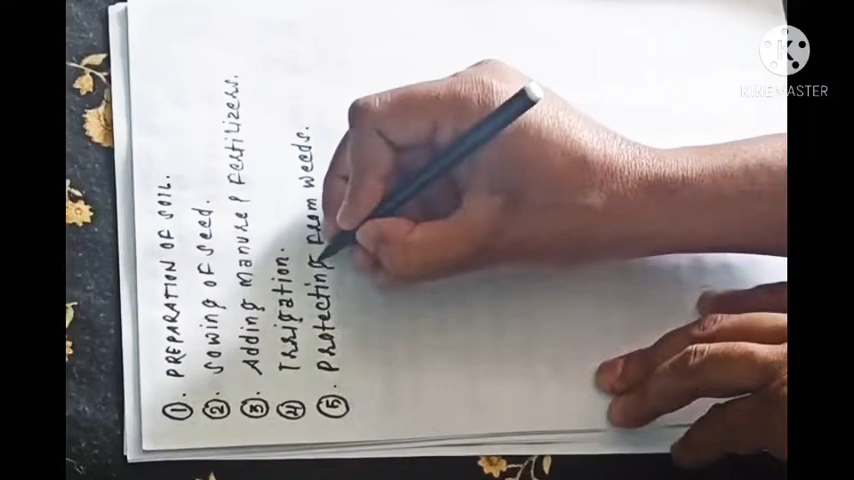 ① . PREPARATION OF SOIL.
② . Sowing of seed.
③ . Adding manure & fertilizers.
④ . Irrigation.
⑤ . Protecting from weeds.
KINEMASTER